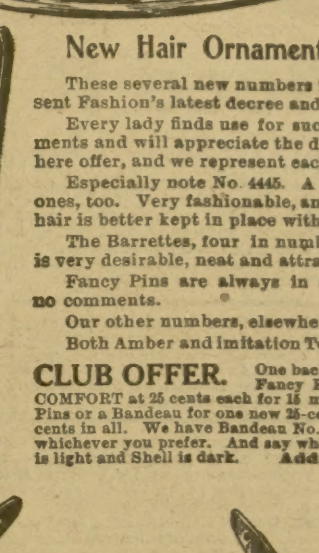 New Hair Ornament
These several new numbers
sent Fashion's latest decree and
Every lady finds use for suc
ments and will appreciate the d
here offer, and we represent eac
Especially note No. 4445. A
ones, too. Very fashionable, an
hair is better kept in place with
The Barrettes, four in numb
is very desirable, neat and attra
Fancy Pins are always in
no comments.
Our other numbers, elsewhe
Both Amber and imitation T
CLUB OFFER. One bac
Fancy P
COMFORT at 25 cents each for 15 m
Pins or a Bandeau for one new 25-ce
cents in all. We have Bandeau No.
whichever you prefer. And say wh
is light and Shell is dark. Add